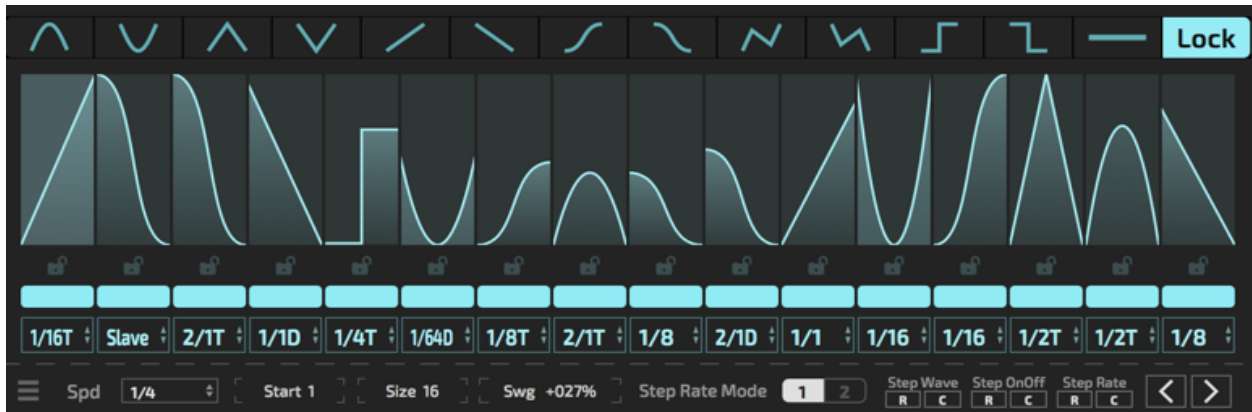 Lock
1/16T Slave 2/1T 1/1D 1/4T 1/64D 1/8T 2/1T 1/8 2/1D 1/1 1/16 1/16 1/2T 1/2T 1/8
Spd 1/4 Start 1 Size 16 Swg +027% Step Rate Mode 1 2 Step Wave R C Step OnOff R C Step Rate R C